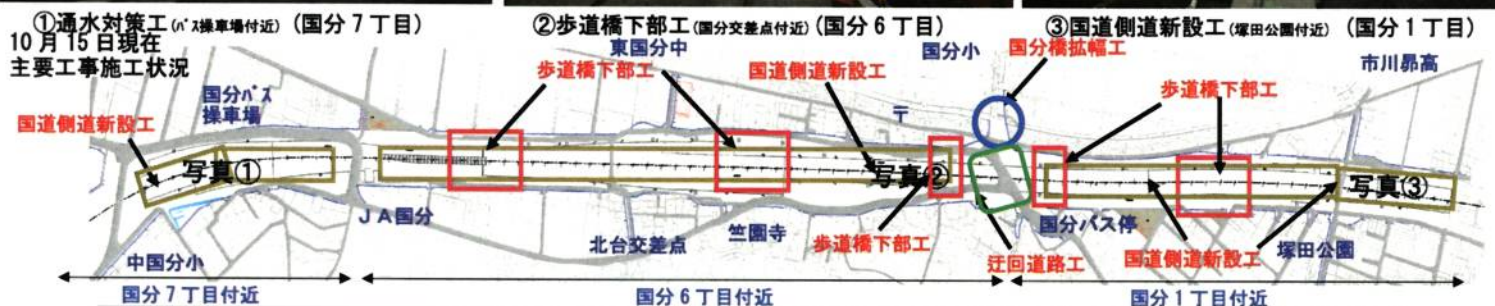 ①通水対策工(バス操車場付近)(国分7丁目)
②歩道橋下部工(国分交差点付近)(国分6丁目)
③国道側道新設工(塚田公園付近) (国分1丁目)
10月15日現在
主要工事施工状況
東国分中
国分小
国分橋拡幅工
市川昴高
歩道橋下部工
国道側道新設工
歩道橋下部工
国分バス
操車場
国道側道新設工
〒
写真①
写真②
写真③
JA国分
北台交差点
竺園寺
歩道橋下部工
迂回道路工
国分バス停
国道側道新設工
塚田公園
中国分小
国分7丁目付近
国分6丁目付近
国分1丁目付近